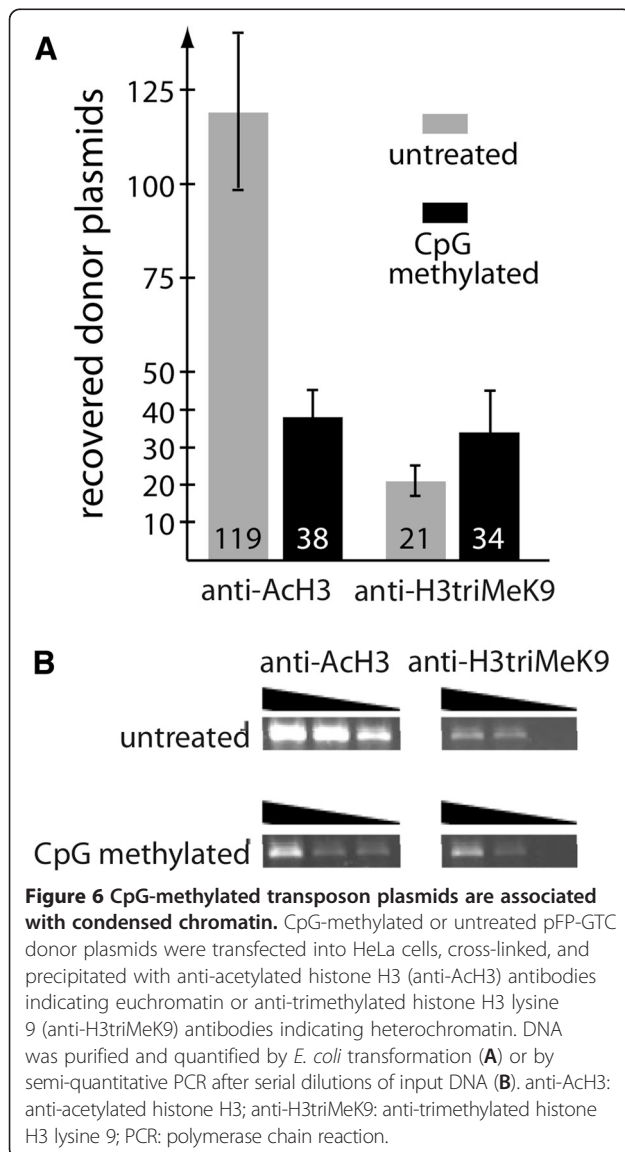 A
recovered donor plasmids
125
100
75
50
40
30
20
10
untreated
CpG
methylated
119
38
21
34
anti-AcH3
anti-H3triMeK9
B
anti-AcH3
anti-H3triMeK9
untreated
CpG methylated
Figure 6 CpG-methylated transposon plasmids are associated
with condensed chromatin. CpG-methylated or untreated pFP-GTC
donor plasmids were transfected into HeLa cells, cross-linked, and
precipitated with anti-acetylated histone H3 (anti-AcH3) antibodies
indicating euchromatin or anti-trimethylated histone H3 lysine
9 (anti-H3triMeK9) antibodies indicating heterochromatin. DNA
was purified and quantified by E. coli transformation (A) or by
semi-quantitative PCR after serial dilutions of input DNA (B). anti-AcH3:
anti-acetylated histone H3; anti-H3triMeK9: anti-trimethylated histone
H3 lysine 9; PCR: polymerase chain reaction.